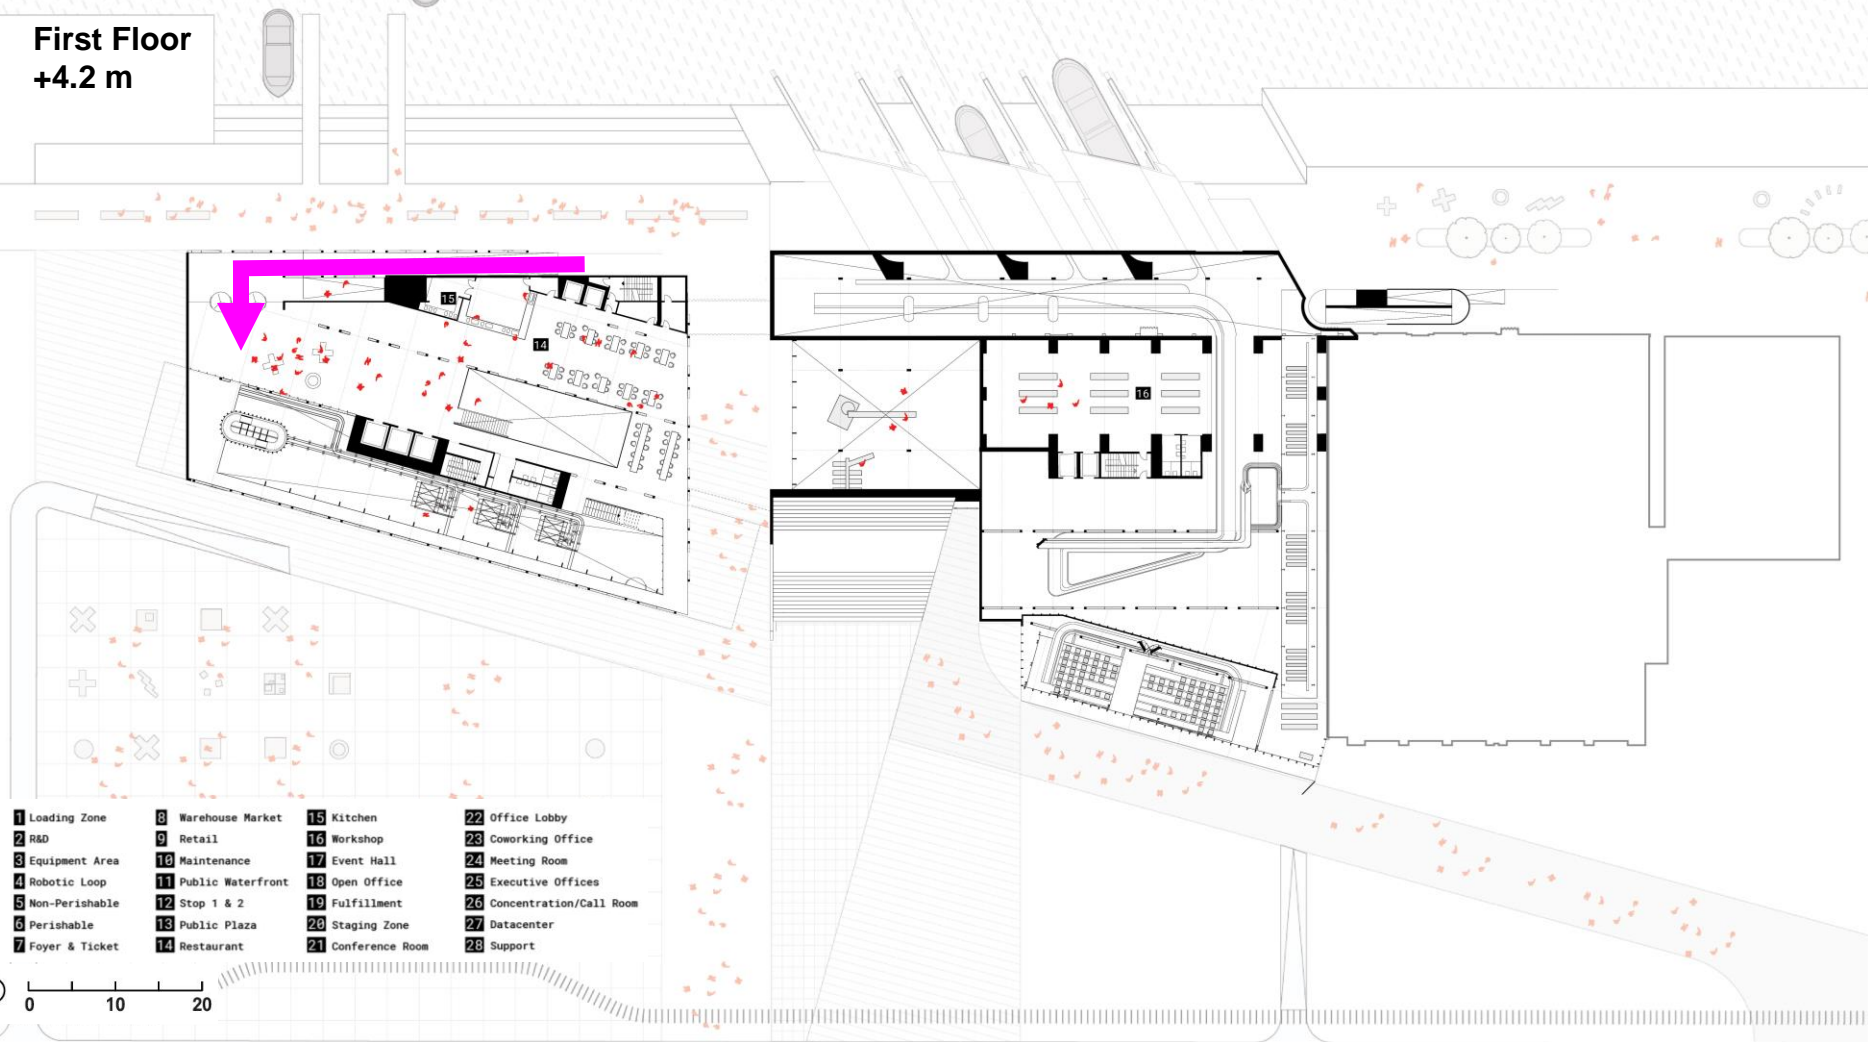 First Floor
+4.2 m
15
14
16
1 Loading Zone
2 R&D
3 Equipment Area
4 Robotic Loop
5 Non-Perishable
6 Perishable
7 Foyer & Ticket
8 Warehouse Market
9 Retail
10 Maintenance
11 Public Waterfront
12 Stop 1 & 2
13 Public Plaza
14 Restaurant
15 Kitchen
16 Workshop
17 Event Hall
18 Open Office
19 Fulfillment
20 Staging Zone
21 Conference Room
22 Office Lobby
23 Coworking Office
24 Meeting Room
25 Executive Offices
26 Concentration/Call Room
27 Datacenter
28 Support
0 10 20